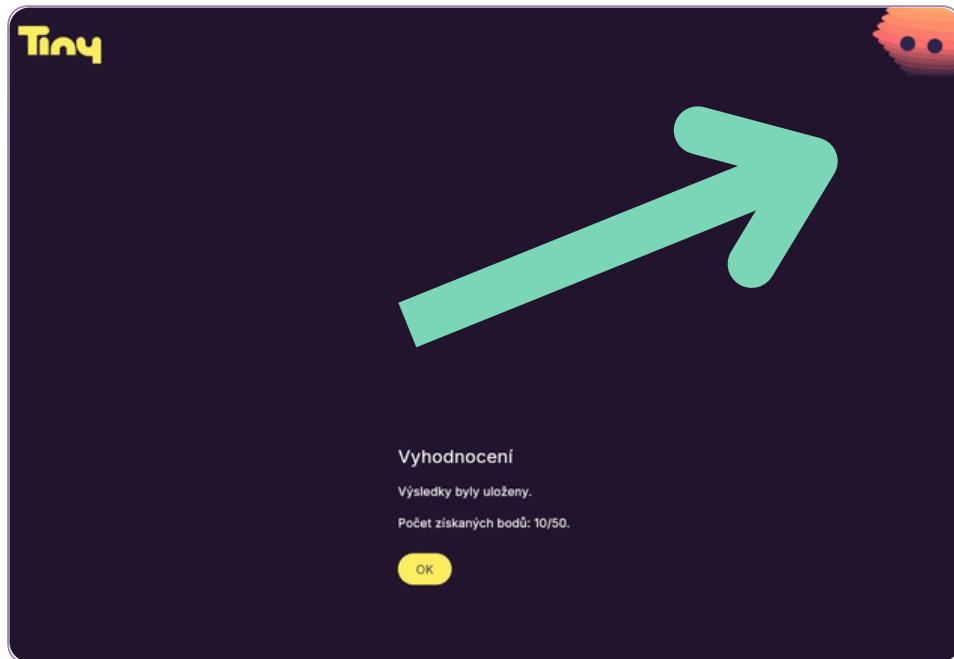 Tiny
Vyhodnocení
Výsledky byly uloženy.
Počet získaných bodů: 10/50.
OK